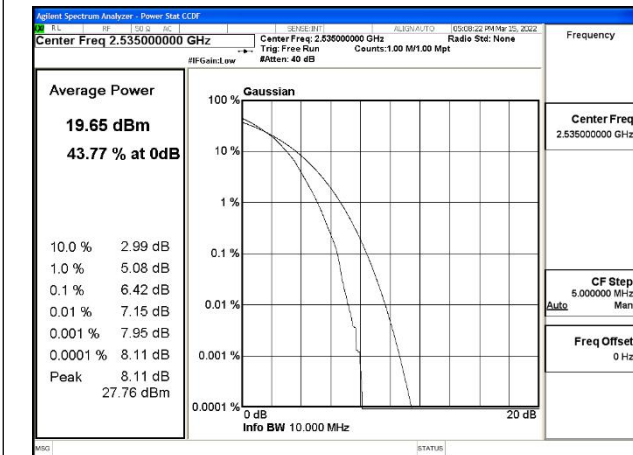 Agilent Spectrum Analyzer - Power Stat CCDF
RL RF 50 Ω AC SENSE:INT ALIGN AUTO 05:08:22 PM Mar 15, 2022
Center Freq 2.535000000 GHz
Center Freq: 2.535000000 GHz Radio Std: None
Trig: Free Run Counts:1.00 M/1.00 Mpt
#IFGain:Low #Atten: 40 dB
Frequency
Average Power
19.65 dBm
43.77 % at 0dB
10.0 % 2.99 dB
1.0 % 5.08 dB
0.1 % 6.42 dB
0.01 % 7.15 dB
0.001 % 7.95 dB
0.0001 % 8.11 dB
Peak 8.11 dB
27.76 dBm
Gaussian
100 %
10 %
1 %
0.1 %
0.01 %
0.001 %
0.0001 %
0 dB 20 dB
Info BW 10.000 MHz
Center Freq
2.535000000 GHz
CF Step
5.000000 MHz
Auto Man
Freq Offset
0 Hz
MSG STATUS